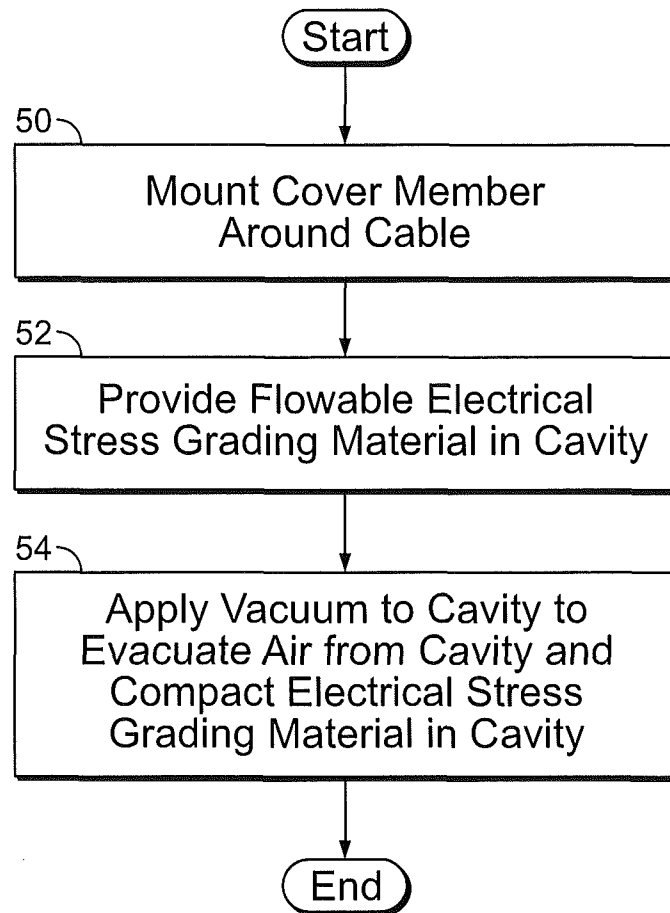 Start
50
Mount Cover Member
Around Cable
52
Provide Flowable Electrical
Stress Grading Material in Cavity
54
Apply Vacuum to Cavity to
Evacuate Air from Cavity and
Compact Electrical Stress
Grading Material in Cavity
End